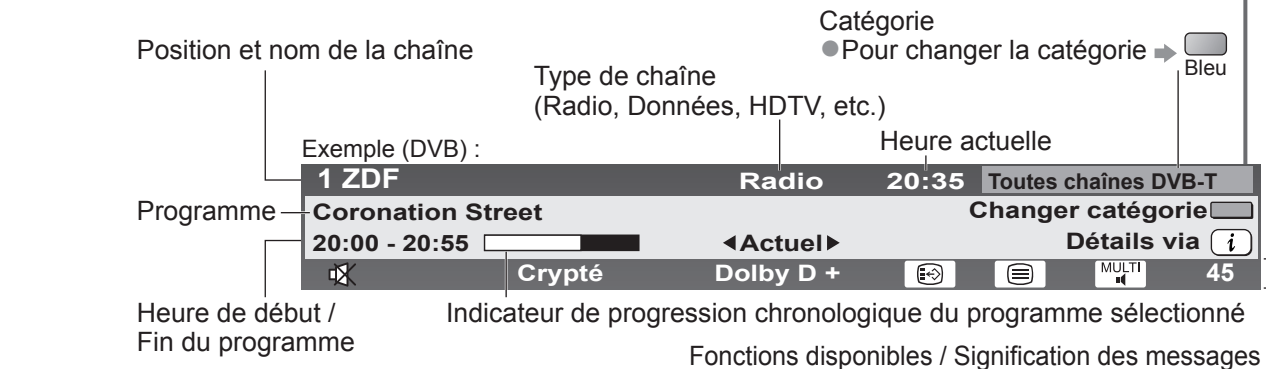 Catégorie
●Pour changer la catégorie
Bleu
Position et nom de la chaîne
Type de chaîne
(Radio, Données, HDTV, etc.)
Heure actuelle
Exemple (DVB) :
1 ZDF Radio 20:35 Toutes chaînes DVB-T
Programme Coronation Street Changer catégorie
20:00 - 20:55 ◀Actuel▶ Détails via i
Crypté Dolby D + MULTI 45
Heure de début /
Fin du programme
Indicateur de progression chronologique du programme sélectionné
Fonctions disponibles / Signification des messages